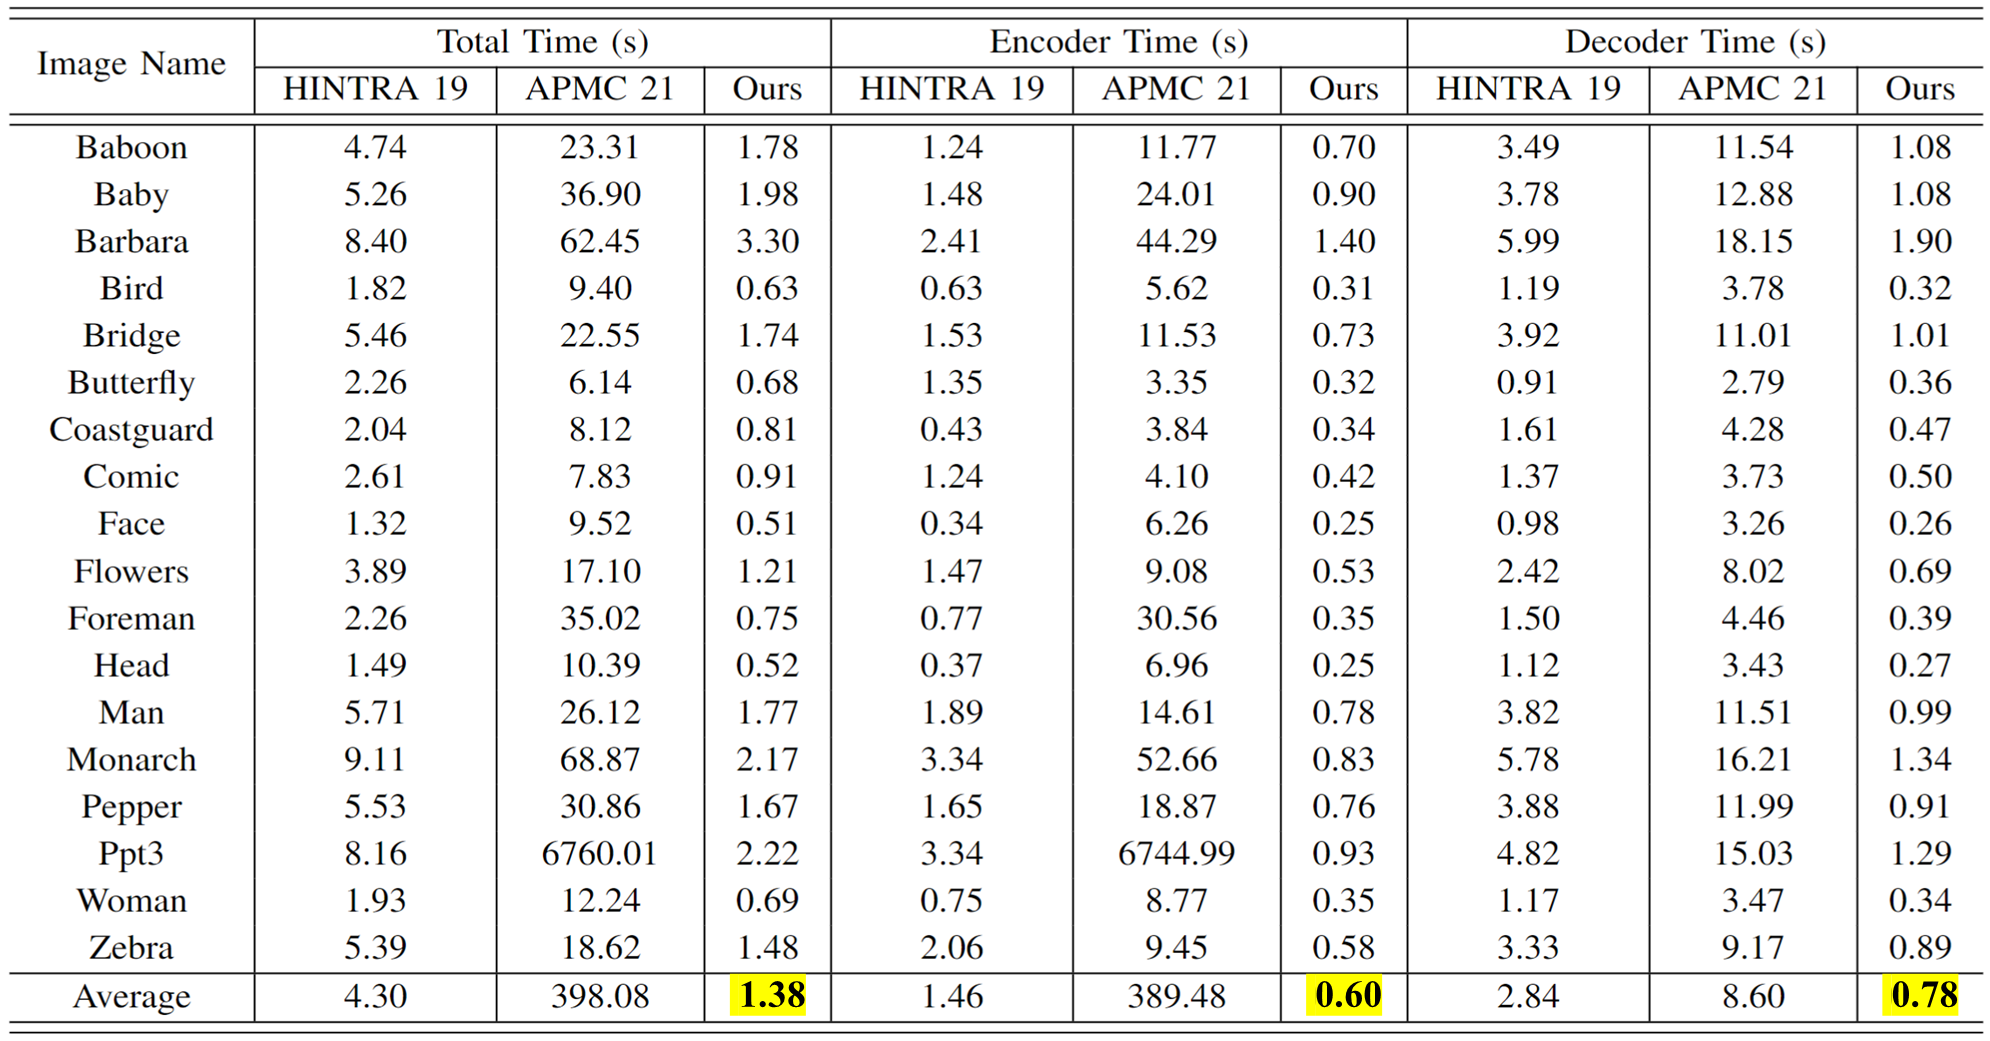 Image Name Total Time (s) Encoder Time (s) Decoder Time (s)
HINTRA 19 APMC 21 Ours HINTRA 19 APMC 21 Ours HINTRA 19 APMC 21 Ours
Baboon 4.74 23.31 1.78 1.24 11.77 0.70 3.49 11.54 1.08
Baby 5.26 36.90 1.98 1.48 24.01 0.90 3.78 12.88 1.08
Barbara 8.40 62.45 3.30 2.41 44.29 1.40 5.99 18.15 1.90
Bird 1.82 9.40 0.63 0.63 5.62 0.31 1.19 3.78 0.32
Bridge 5.46 22.55 1.74 1.53 11.53 0.73 3.92 11.01 1.01
Butterfly 2.26 6.14 0.68 1.35 3.35 0.32 0.91 2.79 0.36
Coastguard 2.04 8.12 0.81 0.43 3.84 0.34 1.61 4.28 0.47
Comic 2.61 7.83 0.91 1.24 4.10 0.42 1.37 3.73 0.50
Face 1.32 9.52 0.51 0.34 6.26 0.25 0.98 3.26 0.26
Flowers 3.89 17.10 1.21 1.47 9.08 0.53 2.42 8.02 0.69
Foreman 2.26 35.02 0.75 0.77 30.56 0.35 1.50 4.46 0.39
Head 1.49 10.39 0.52 0.37 6.96 0.25 1.12 3.43 0.27
Man 5.71 26.12 1.77 1.89 14.61 0.78 3.82 11.51 0.99
Monarch 9.11 68.87 2.17 3.34 52.66 0.83 5.78 16.21 1.34
Pepper 5.53 30.86 1.67 1.65 18.87 0.76 3.88 11.99 0.91
Ppt3 8.16 6760.01 2.22 3.34 6744.99 0.93 4.82 15.03 1.29
Woman 1.93 12.24 0.69 0.75 8.77 0.35 1.17 3.47 0.34
Zebra 5.39 18.62 1.48 2.06 9.45 0.58 3.33 9.17 0.89
Average 4.30 398.08 1.38 1.46 389.48 0.60 2.84 8.60 0.78